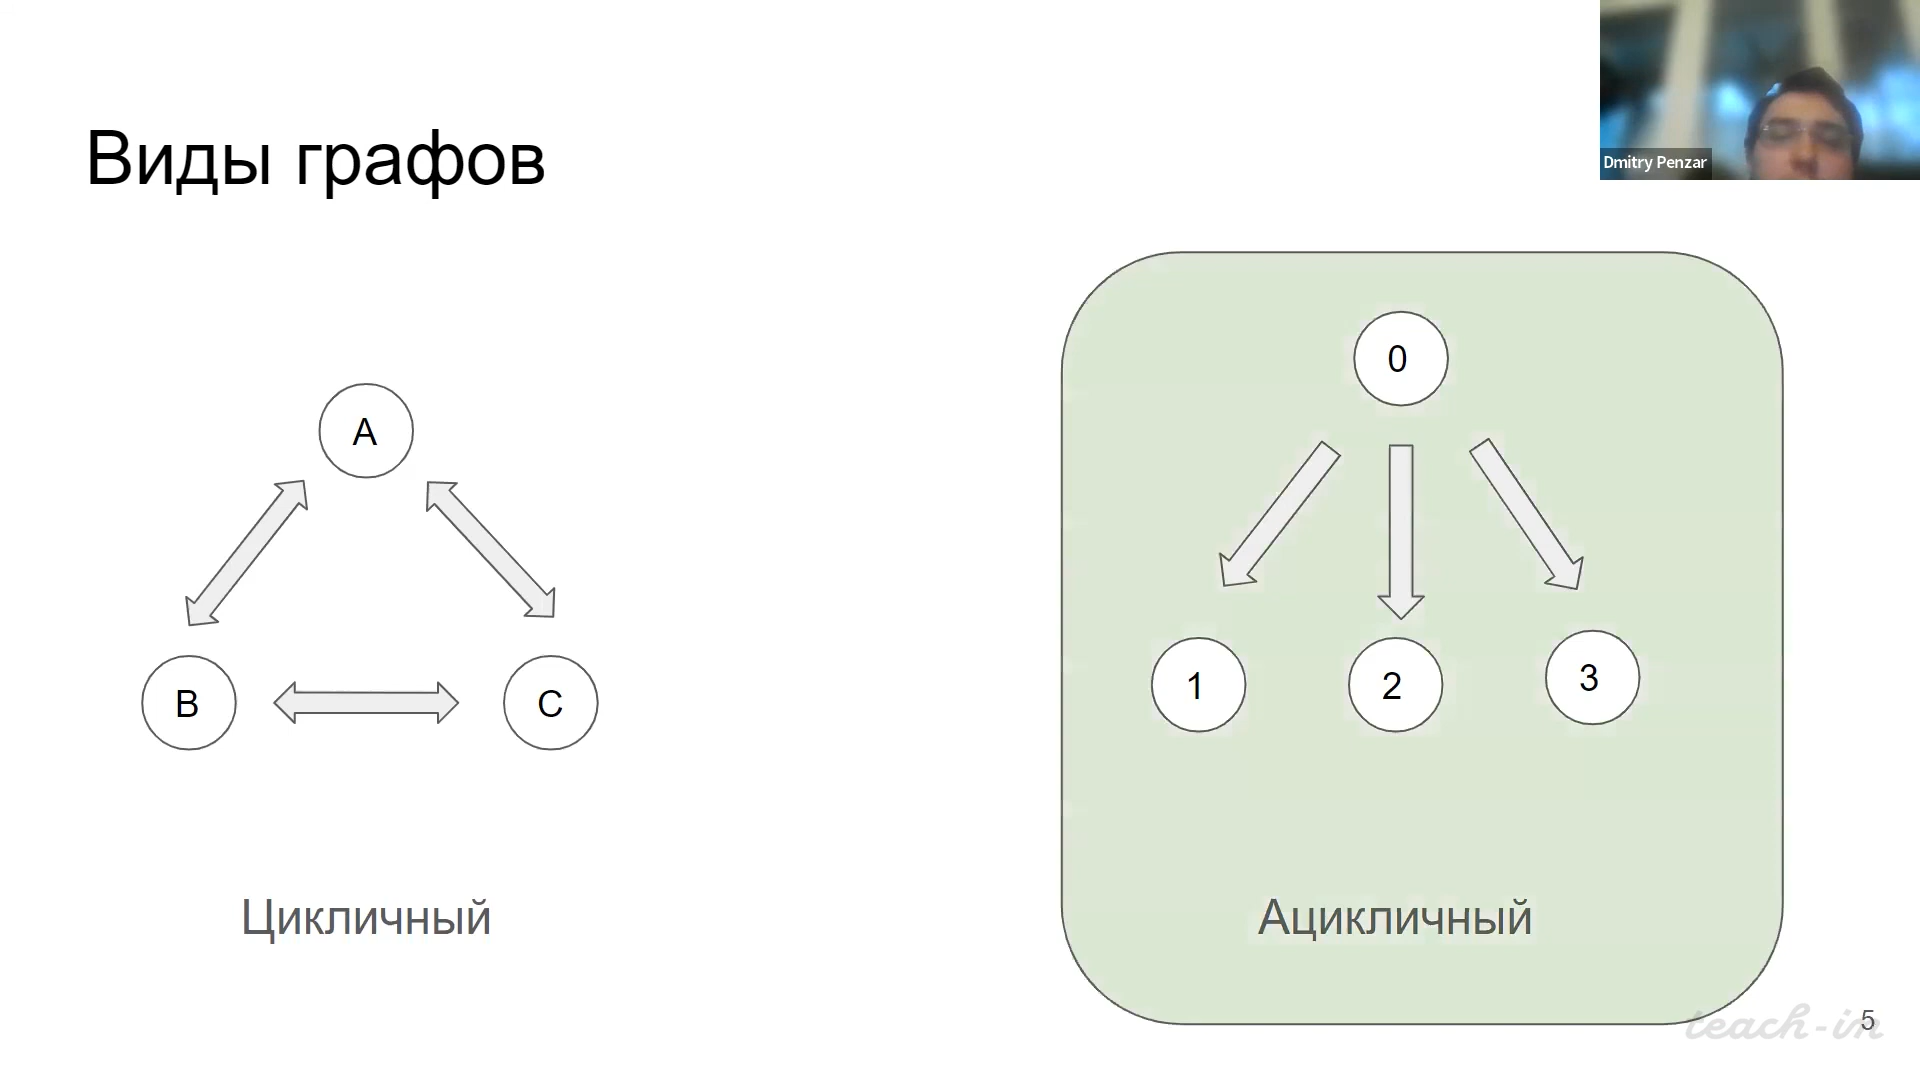 Dmitry Penzar
Виды графов
0
A
1
2
3
B
C
Цикличный
Ацикличный
teach-in
5